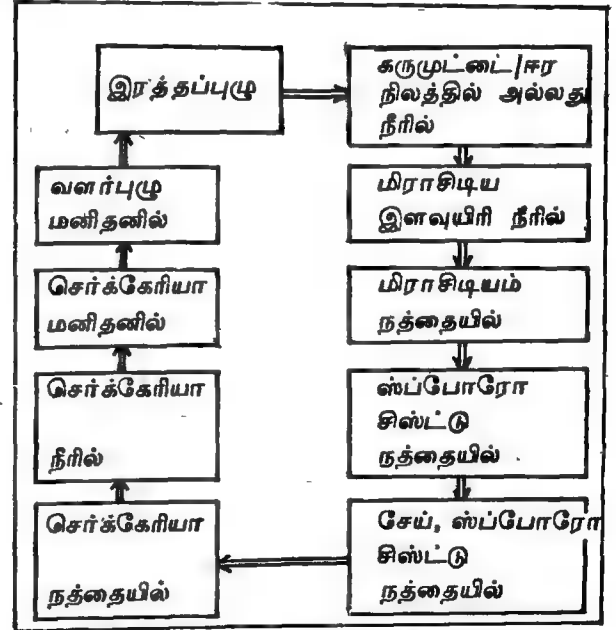 இரத்தப்புழு
கருமுட்டை/ஈர
நிலத்தில் அல்லது
நீரில்
மிராசிடிய
இளவுயிரி நீரில்
மிராசிடியம்
நத்தையில்
ஸ்ப்போரோ
சிஸ்ட்டு
நத்தையில்
சேய், ஸ்ப்போரோ
சிஸ்ட்டு
நத்தையில்
செர்க்கேரியா
நத்தையில்
செர்க்கேரியா
நீரில்
செர்க்கேரியா
மனிதனில்
வளர்புழு
மனிதனில்